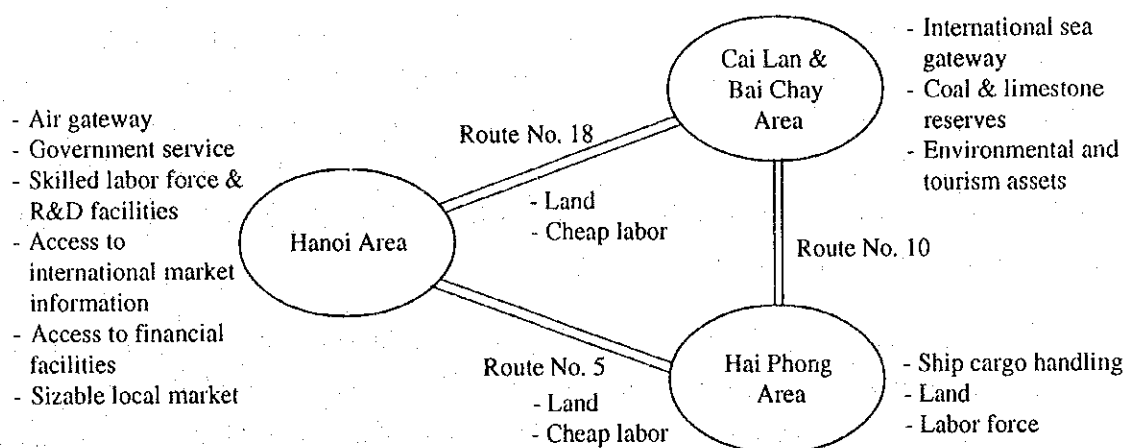 - Air gateway
- Government service
- Skilled labor force &
R&D facilities
- Access to
international market
information
- Access to financial
facilities
- Sizable local market
Hanoi Area
Route No. 18
- Land
- Cheap labor
Cai Lan &
Bai Chay
Area
- International sea
gateway
- Coal & limestone
reserves
- Environmental and
tourism assets
Route No. 10
Route No. 5
- Land
- Cheap labor
Hai Phong
Area
- Ship cargo handling
- Land
- Labor force